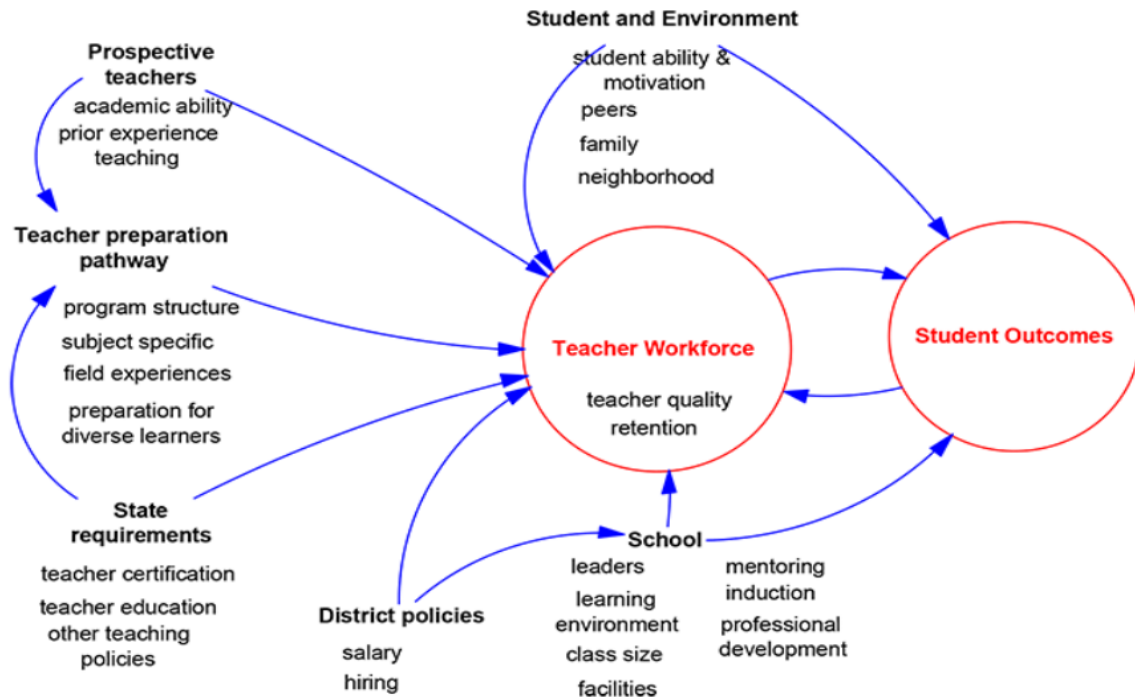 Student and Environment
student ability &
motivation
peers
family
neighborhood
Prospective
teachers
academic ability
prior experience
teaching
Teacher preparation
pathway
program structure
subject specific
field experiences
preparation for
diverse learners
Teacher Workforce
teacher quality
retention
Student Outcomes
State
requirements
teacher certification
teacher education
other teaching
policies
District policies
salary
hiring
School
leaders
learning
environment
class size
facilities
mentoring
induction
professional
development